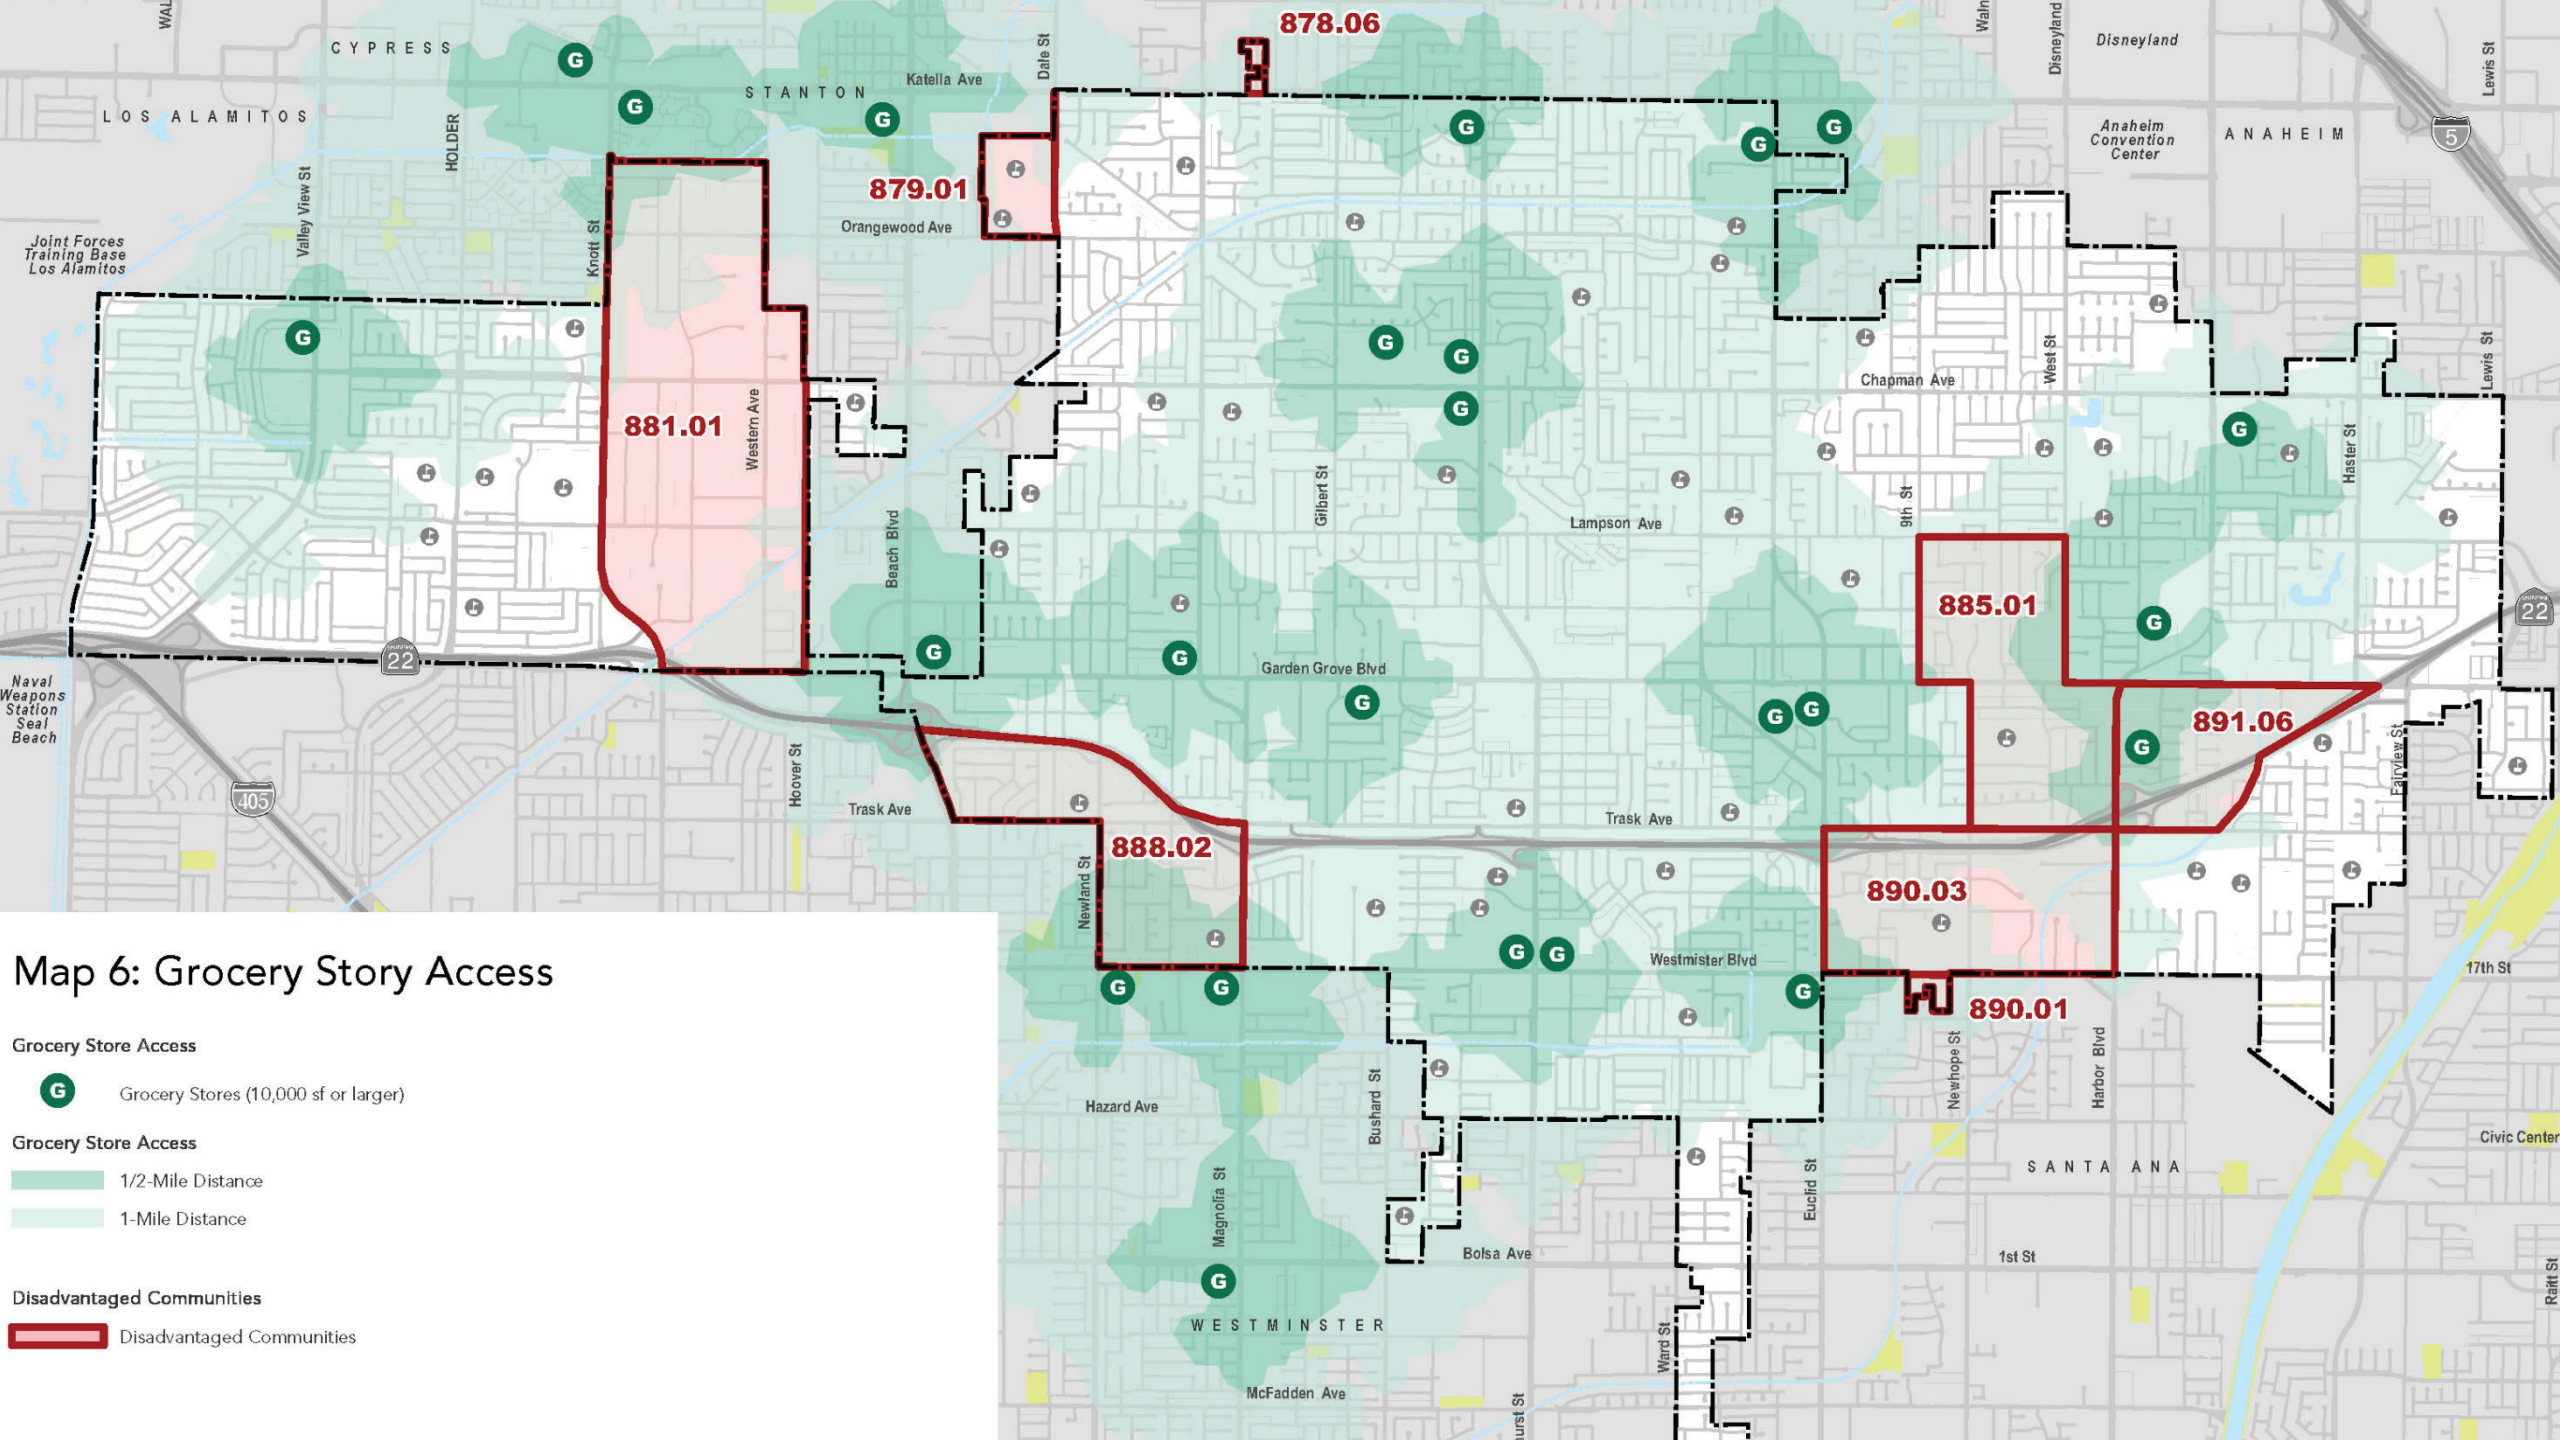 WAL
CYPRESS
LOS ALAMITOS
HOLDER
STANTON
Katella Ave
Dale St
878.06
Waln
Disneyland
Disneyland
Lewis St
Anaheim
Convention
Center
ANAHEIM
5
G
G
G
G
G
G
879.01
Orangewood Ave
Valley View St
Knott St
Joint Forces
Training Base
Los Alamitos
G
881.01
Western Ave
G
G
G
Chapman Ave
West St
Lewis St
G
Haster St
Gilbert St
9th St
Lampson Ave
Beach Blvd
885.01
22
22
G
G
Garden Grove Blvd
G
G
G
G
891.06
G
Fairview St
Naval
Weapons
Station
Seal
Beach
405
Hoover St
Trask Ave
Trask Ave
888.02
Newland St
890.03
G
G
Westmister Blvd
17th St
G
G
G
890.01
Newhope St
Harbor Blvd
Hazard Ave
Bushard St
Magnolia St
Euclid St
SANTA ANA
Civic Center
Bolsa Ave
1st St
Raitt St
G
WESTMINSTER
Ward St
McFadden Ave
urst St
Map 6: Grocery Story Access
Grocery Store Access
G
Grocery Stores (10,000 sf or larger)
Grocery Store Access
1/2-Mile Distance
1-Mile Distance
Disadvantaged Communities
Disadvantaged Communities